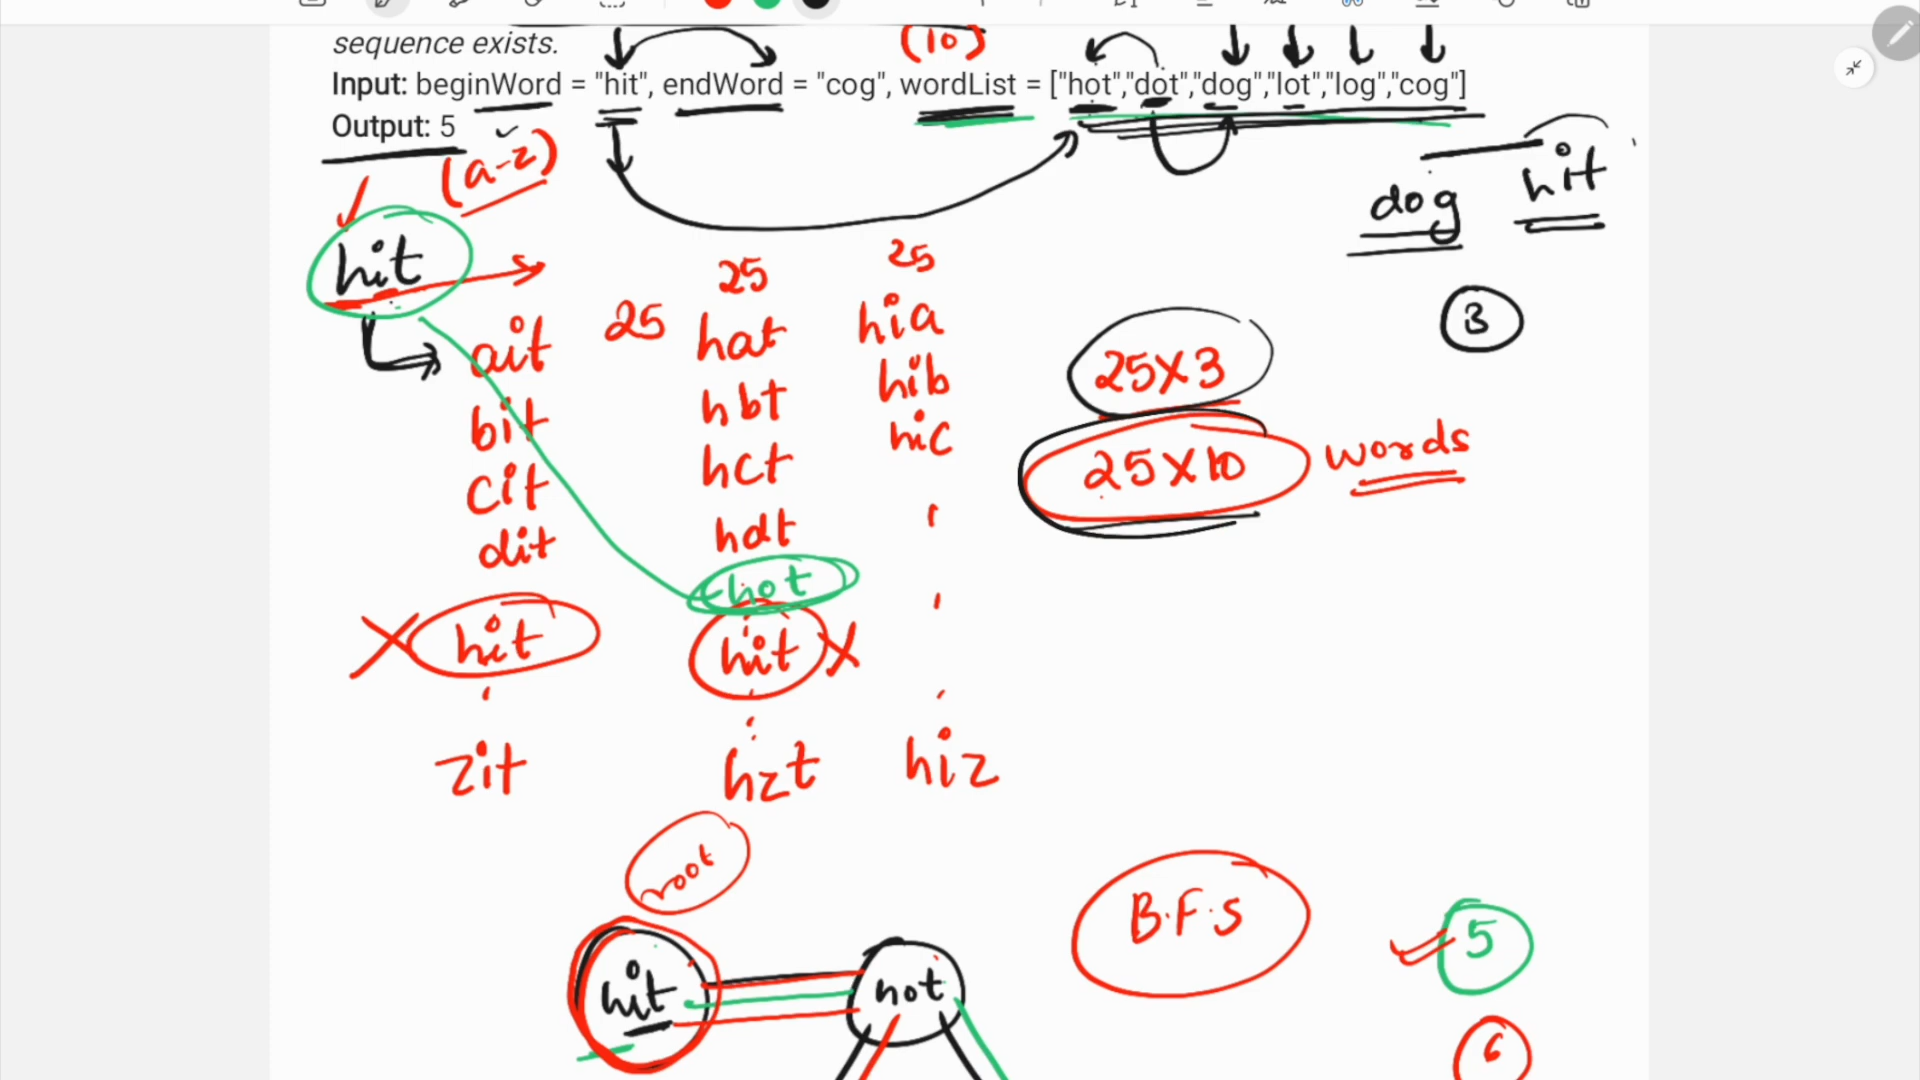 sequence exists.
(10)
Input: beginWord = "hit", endWord = "cog", wordList = ["hot","dot","dog","lot","log","cog"]
Output: 5
(a-z)
dog hit
hit
25 25
3
ait 25 hat hia
25X3
bit hbt hib
cit hct hic
25X10 words
dit hdt
hot
hit hit
zit hzt hiz
root
B.F.S
5
hit hot
6